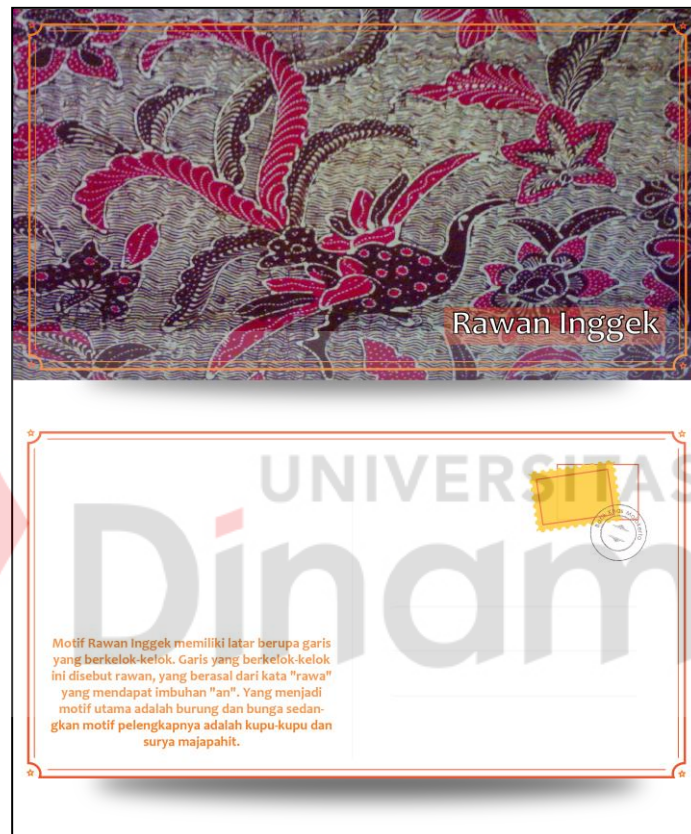 Rawan Inggek
UNIVERSITAS
Dinam
Motif Rawan Inggek memiliki latar berupa garis
yang berkelok-kelok. Garis yang berkelok-kelok
ini disebut rawan, yang berasal dari kata "rawa"
yang mendapat imbuhan "an". Yang menjadi
motif utama adalah burung dan bunga sedan-
gkan motif pelengkapnya adalah kupu-kupu dan
surya majapahit.